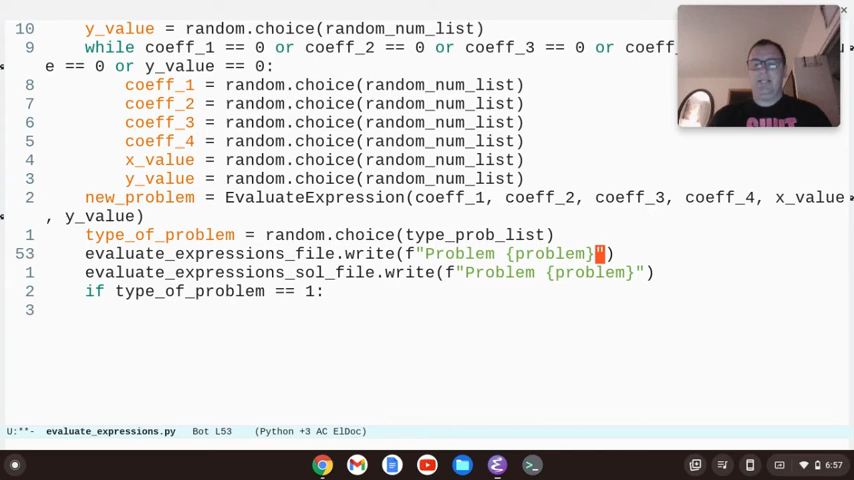 10 y_value = random.choice(random_num_list)
9 while coeff_1 == 0 or coeff_2 == 0 or coeff_3 == 0 or coeff_
e == 0 or y_value == 0:
8 coeff_1 = random.choice(random_num_list)
7 coeff_2 = random.choice(random_num_list)
6 coeff_3 = random.choice(random_num_list)
5 coeff_4 = random.choice(random_num_list)
4 x_value = random.choice(random_num_list)
3 y_value = random.choice(random_num_list)
2 new_problem = EvaluateExpression(coeff_1, coeff_2, coeff_3, coeff_4, x_value
, y_value)
1 type_of_problem = random.choice(type_prob_list)
53 evaluate_expressions_file.write(f"Problem {problem}")
1 evaluate_expressions_sol_file.write(f"Problem {problem}")
2 if type_of_problem == 1:
3
U:**- evaluate_expressions.py Bot L53 (Python +3 AC ElDoc)
6:57